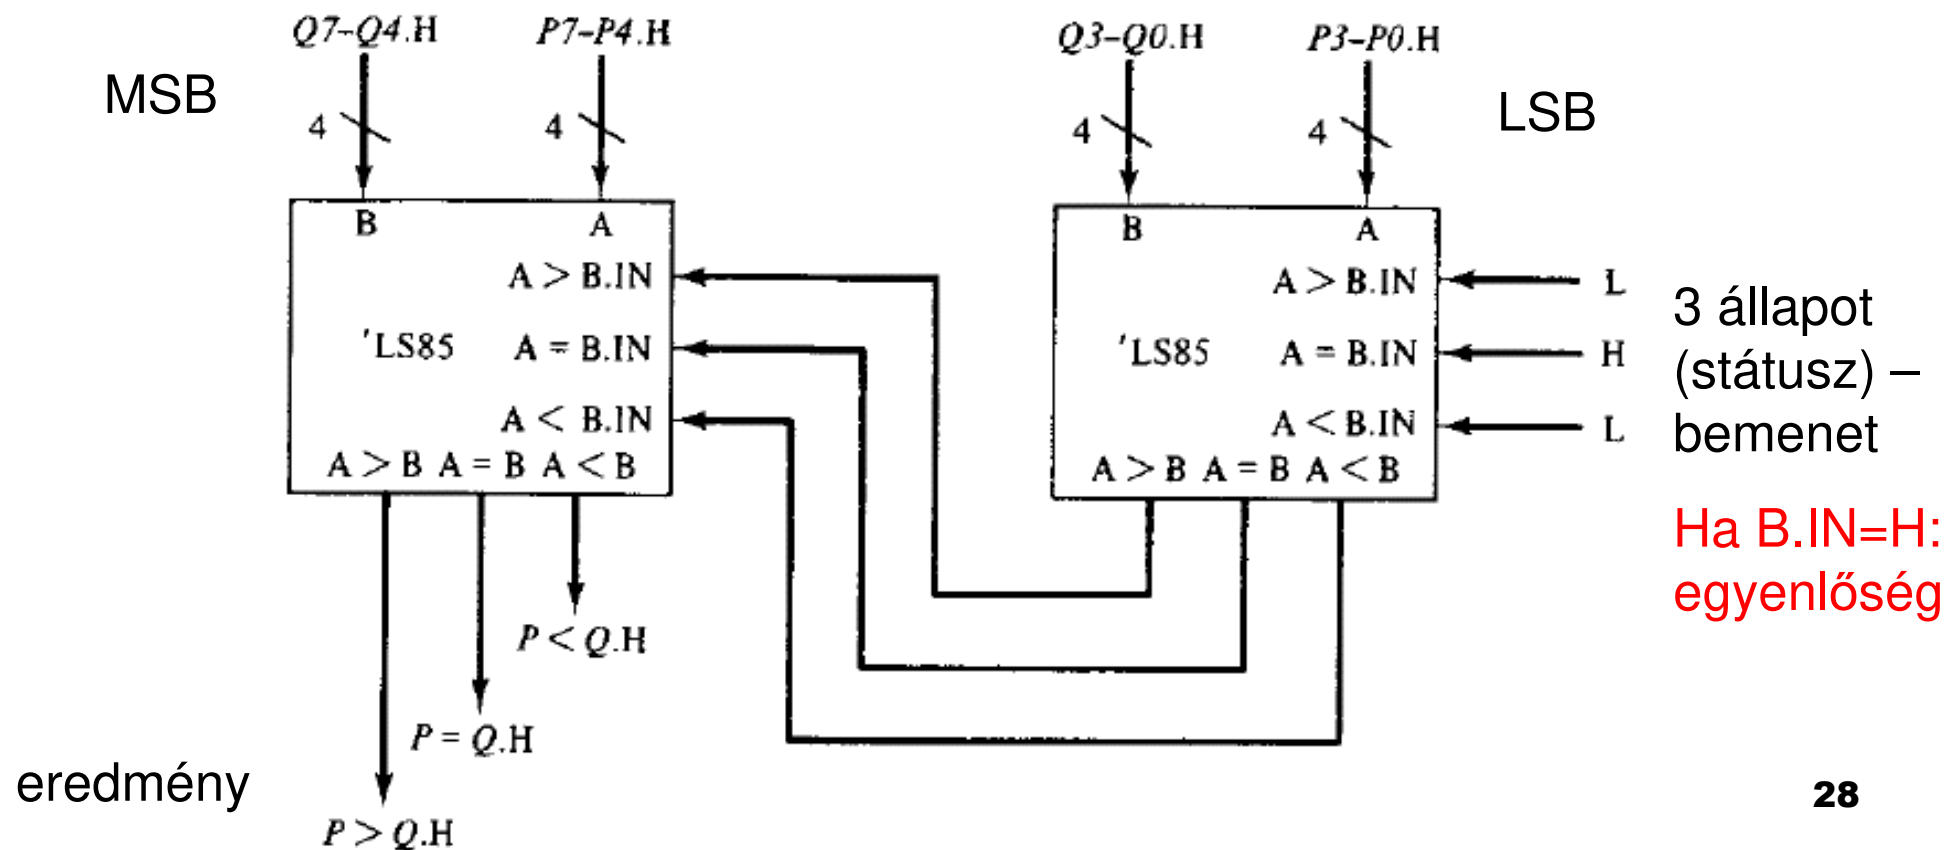 Q7–Q4.H P7–P4.H Q3–Q0.H P3–P0.H
MSB LSB
4 4 4 4
B A B A
A > B.IN A > B.IN L
'LS85 A = B.IN 'LS85 A = B.IN H
A < B.IN A < B.IN L
A > B A = B A < B A > B A = B A < B
3 állapot
(státusz) –
bemenet
Ha B.IN=H:
egyenlőség
P < Q.H
P = Q.H
eredmény
P > Q.H
28